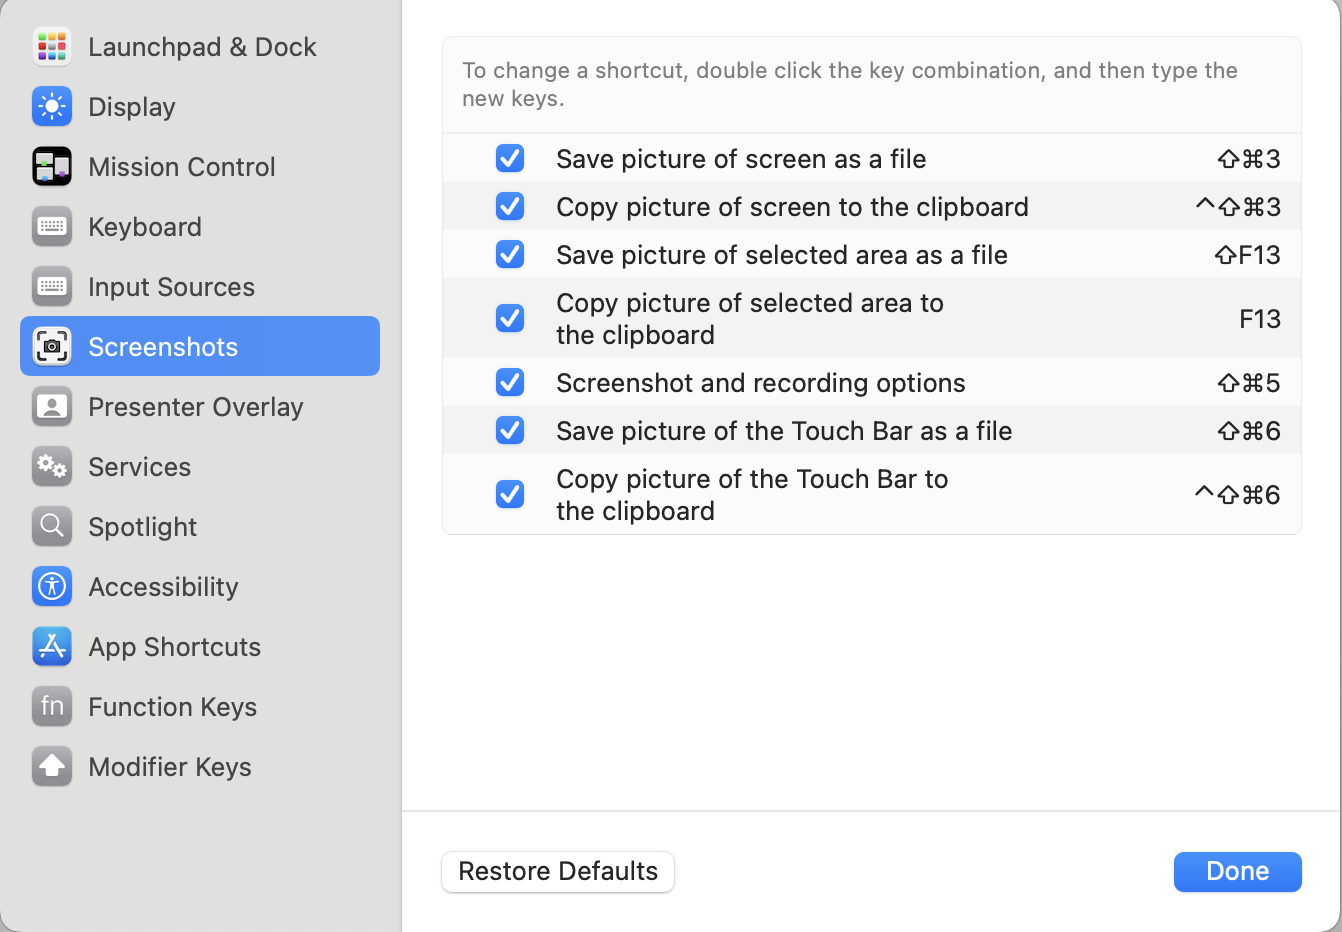 Launchpad & Dock
Display
Mission Control
Keyboard
Input Sources
Screenshots
Presenter Overlay
Services
Spotlight
Accessibility
App Shortcuts
fn Function Keys
Modifier Keys
To change a shortcut, double click the key combination, and then type the
new keys.
Save picture of screen as a file ⇧⌘3
Copy picture of screen to the clipboard ^⇧⌘3
Save picture of selected area as a file ⇧F13
Copy picture of selected area to
the clipboard F13
Screenshot and recording options ⇧⌘5
Save picture of the Touch Bar as a file ⇧⌘6
Copy picture of the Touch Bar to
the clipboard ^⇧⌘6
Restore Defaults
Done